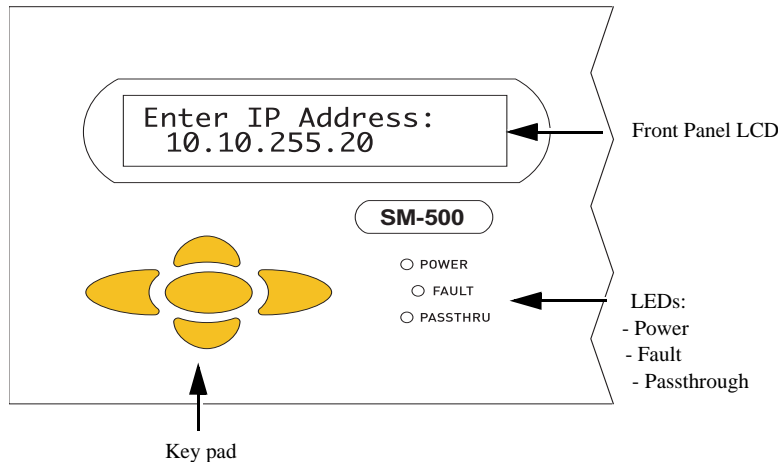 Enter IP Address:
10.10.255.20
Front Panel LCD
SM-500
POWER
FAULT
PASSTHRU
LEDs:
- Power
- Fault
- Passthrough
Key pad